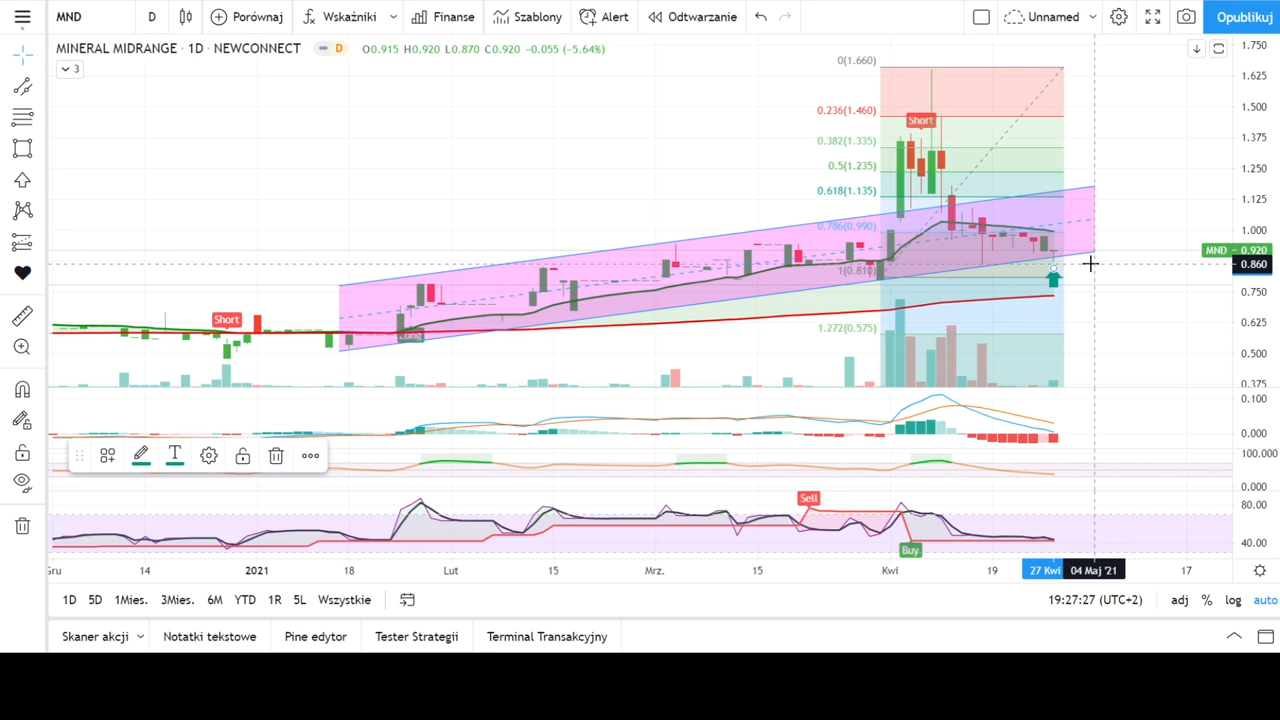 MND D Porównaj Wskaźniki Finanse Szablony Alert Odtwarzanie Unnamed Opublikuj
MINERAL MIDRANGE · 1D · NEWCONNECT D O0.915 H0.920 L0.870 C0.920 -0.055 (-5.64%)
3
0(1.660)
0.236(1.460)
Short
0.382(1.335)
0.5(1.235)
0.618(1.135)
0.786(0.990)
1(0.810)
Short
1.272(0.575)
Sell
Buy
1.750
1.625
1.500
1.375
1.250
1.125
1.000
MND 0.920
0.860
0.750
0.625
0.500
0.375
0.100
0.000
100.000
0.000
80.00
40.00
Gru 14 2021 18 Lut 15 Mrz. 15 Kwi 19 27 Kwi 04 Maj '21 17
1D 5D 1Mies. 3Mies. 6M YTD 1R 5L Wszystkie 19:27:27 (UTC+2) adj % log auto
Skaner akcji Notatki tekstowe Pine edytor Tester Strategii Terminal Transakcyjny